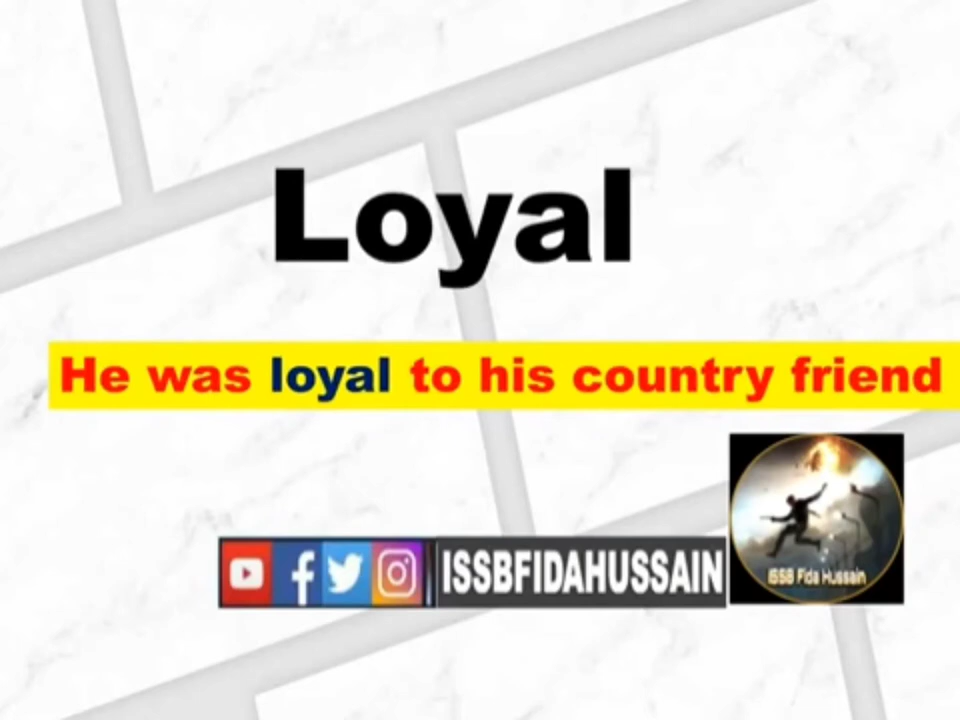 Loyal
He was loyal to his country friend
ISSBFIDAHUSSAIN
ISSB Fida Hussain